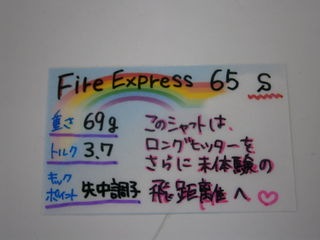 Fire Express 65 S
重さ 69g
トルク 3.7
キックポイント 先中調子
このシャフトは、
ロングヒッターを
さらに未体験の
飛距離へ♡